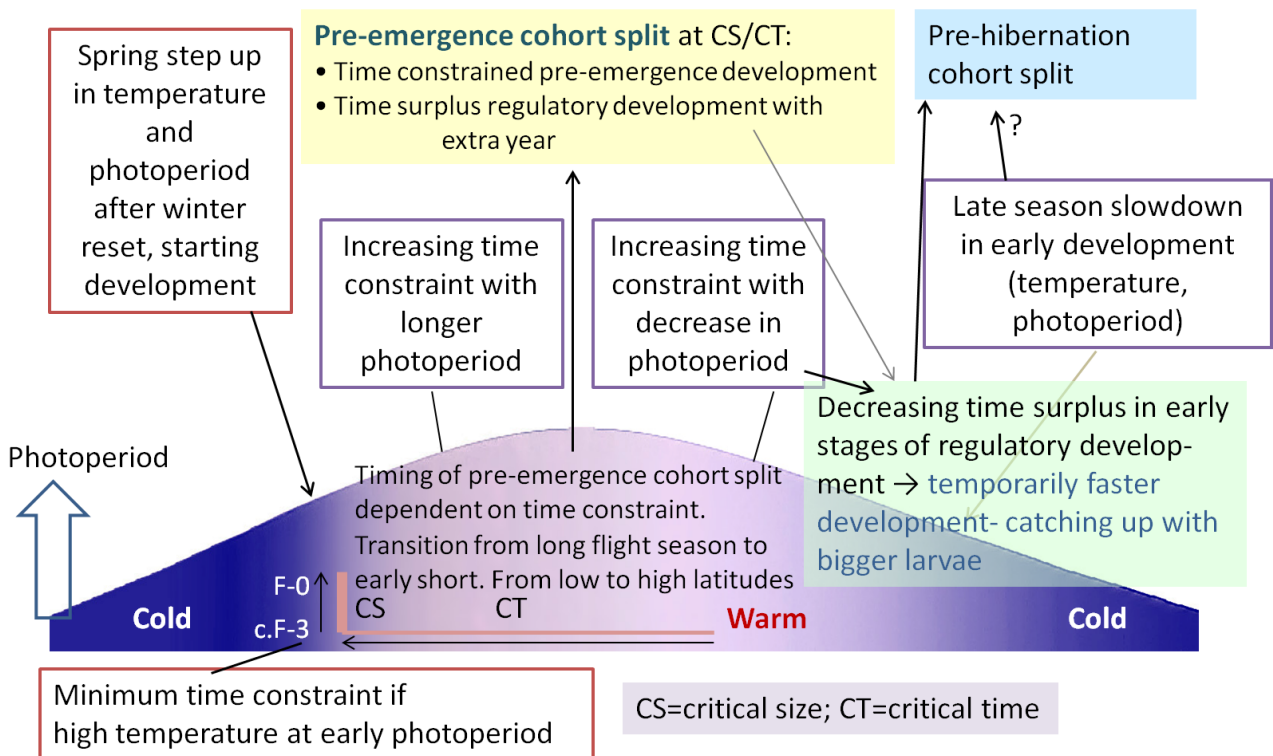 Spring step up
in temperature
and
photoperiod
after winter
reset, starting
development
Pre-emergence cohort split at CS/CT:
• Time constrained pre-emergence development
• Time surplus regulatory development with
extra year
Pre-hibernation
cohort split
?
Increasing time
constraint with
longer
photoperiod
Increasing time
constraint with
decrease in
photoperiod
Late season slowdown
in early development
(temperature,
photoperiod)
Decreasing time surplus in early
stages of regulatory develop-
ment → temporarily faster
development- catching up with
bigger larvae
Photoperiod
Timing of pre-emergence cohort split
dependent on time constraint.
Transition from long flight season to
early short. From low to high latitudes
F-0
c.F-3
CS
CT
Cold
Warm
Cold
Minimum time constraint if
high temperature at early photoperiod
CS=critical size; CT=critical time